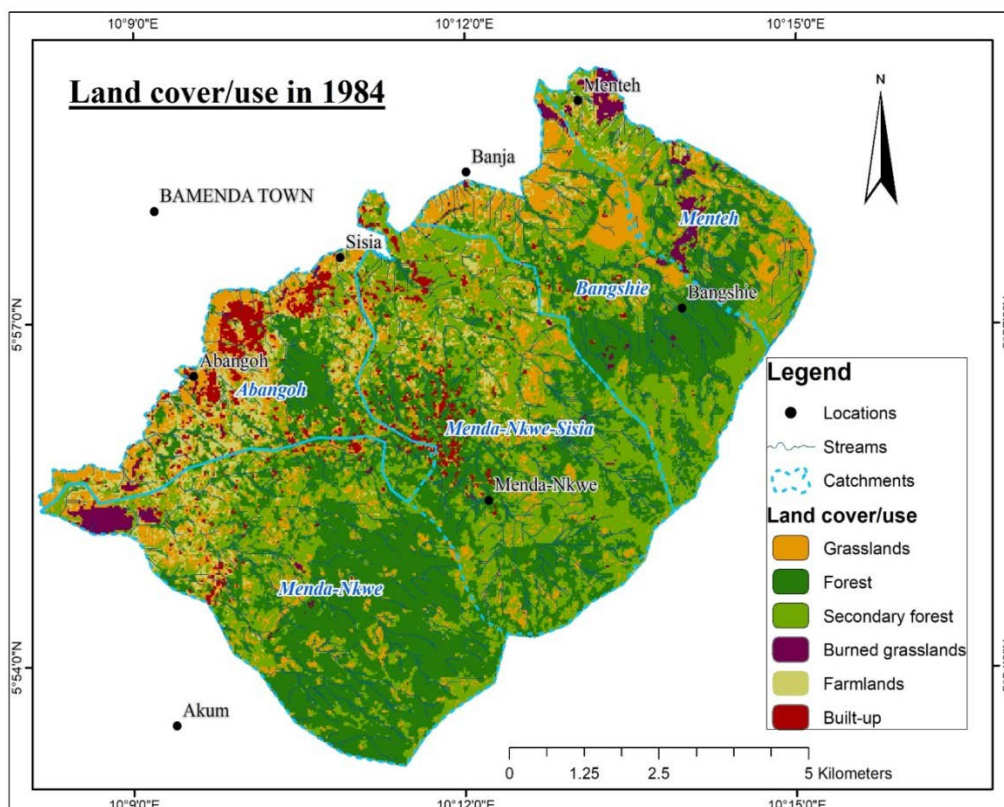 10°9'0"E
10°12'0"E
10°15'0"E
Land cover/use in 1984
N
Menteh
Banja
BAMENDA TOWN
Menteh
Sisia
Bangshie
Bangshie
5°57'0"N
Abangoh
Abangoh
Menda-Nkwe-Sisia
Menda-Nkwe
Menda-Nkwe
5°54'0"N
Akum
Legend
Locations
Streams
Catchments
Land cover/use
Grasslands
Forest
Secondary forest
Burned grasslands
Farmlands
Built-up
0 1.25 2.5 5 Kilometers
10°9'0"E
10°12'0"E
10°15'0"E